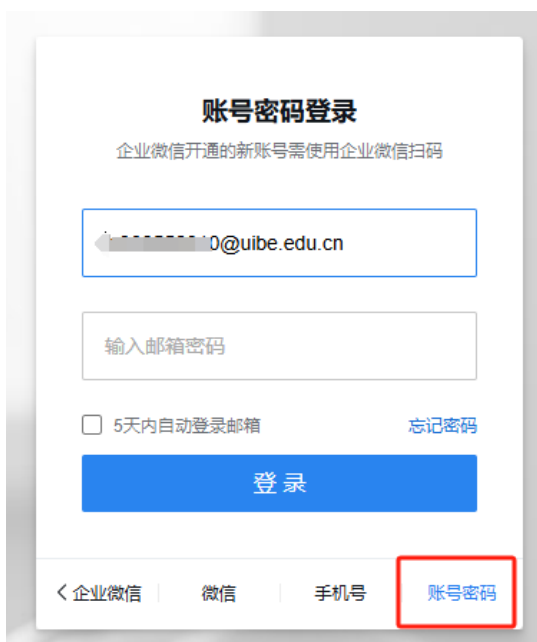 账号密码登录
企业微信开通的新账号需使用企业微信扫码
0@uibe.edu.cn
输入邮箱密码
5天内自动登录邮箱 忘记密码
登录
企业微信 微信 手机号 账号密码